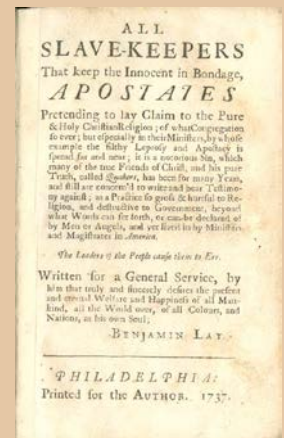 ALL
SLAVE-KEEPERS
That keep the Innocent in Bondage,
APOSTATES
Pretending to lay Claim to the Pure
& Holy Christian Religion; of what Congregation
so ever; but especially in their Ministers, by whose
example the filthy Leprosy and Apostacy is
spread far and near; it is a notorious Sin, which
many of the true Friends of Christ, and his pure
Truth, called Quakers, has been for many Years,
and still are concern'd to write and bear Testimo-
ny against; as a Practice so gross & hurtful to Re-
ligion, and destructive to Government, beyond
what Words can set forth, or can be declared of
by Men or Angels, and yet lived in by Ministers
and Magistrates in America.
The Leaders of the People cause them to Err.
Written for a General Service, by
him that truly and sincerely desires the present
and eternal Welfare and Happiness of all Man-
kind, all the World over, of all Colours, and
Nations, as his own Soul;
BENJAMIN LAY.
PHILADELPHIA:
Printed for the AUTHOR. 1737.